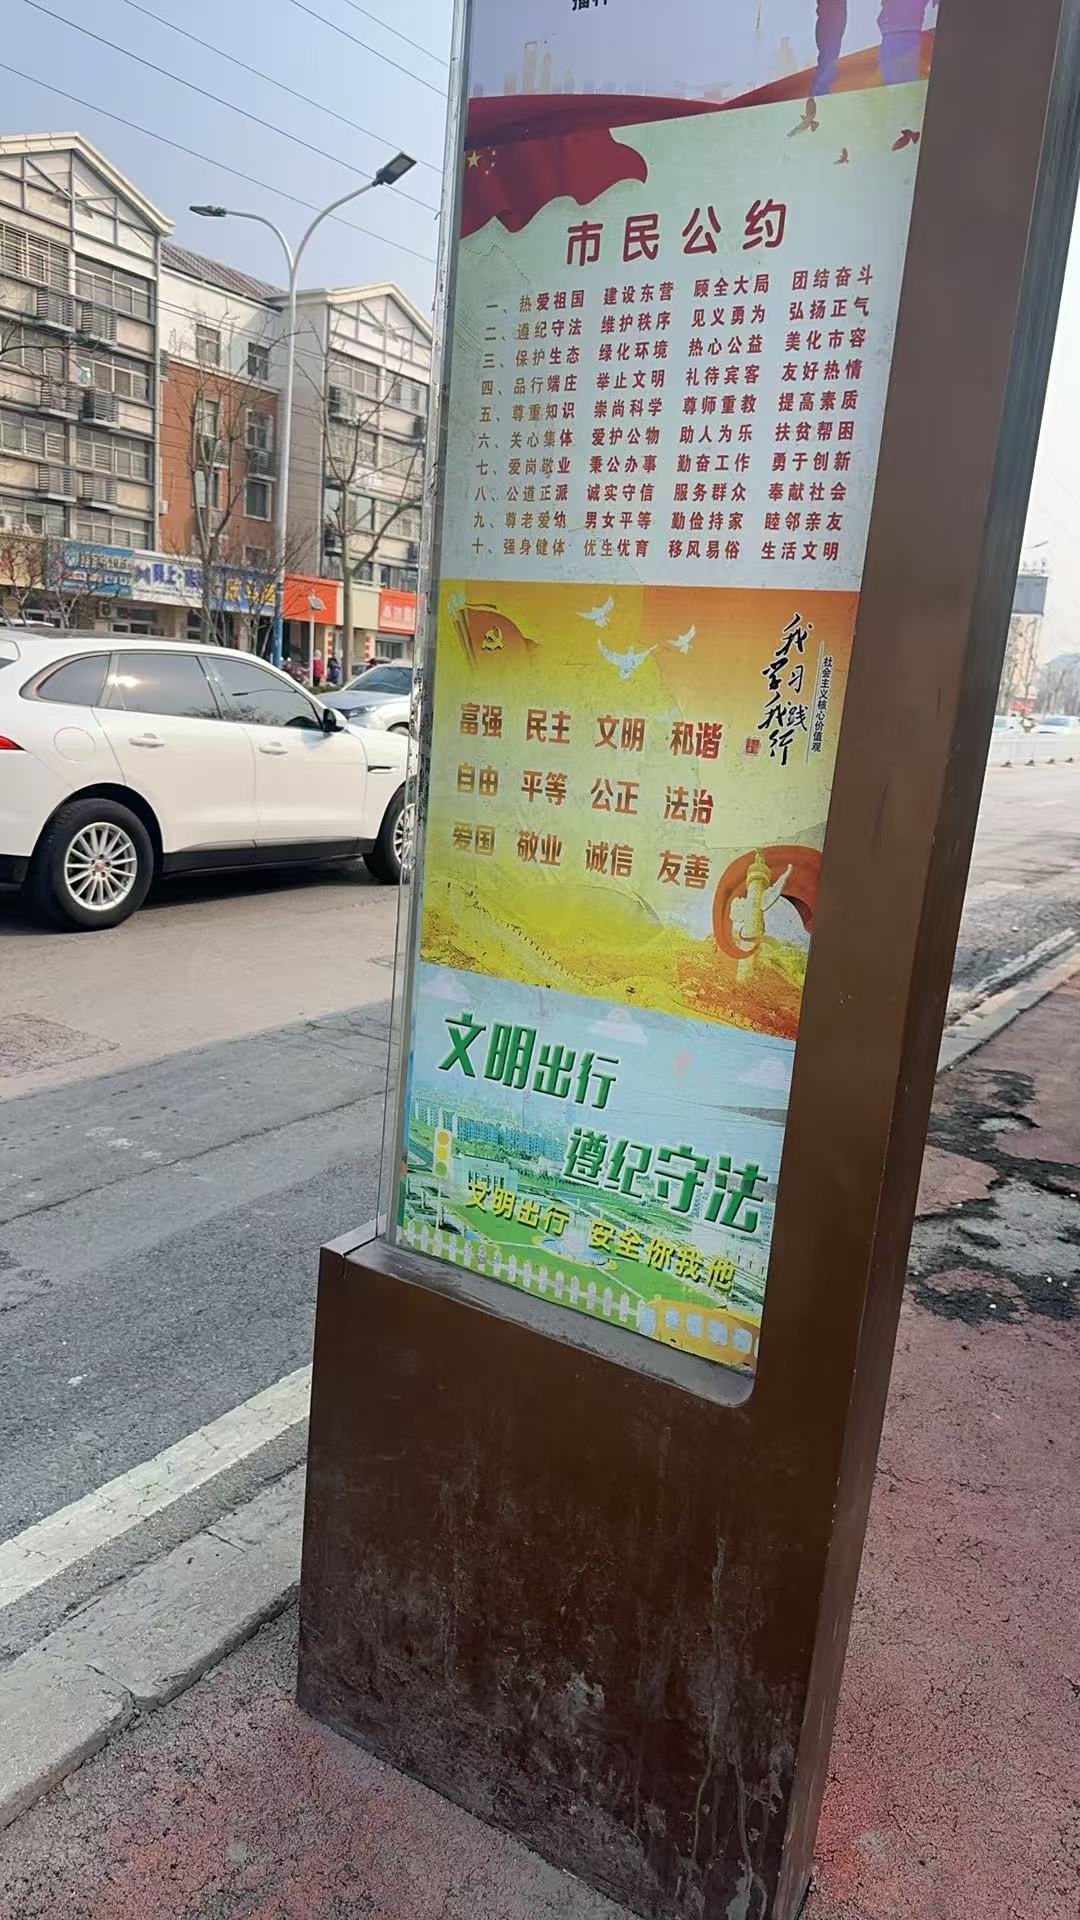 市民公约
一、热爱祖国 建设东营 顾全大局 团结奋斗
二、遵纪守法 维护秩序 见义勇为 弘扬正气
三、保护生态 绿化环境 热心公益 美化市容
四、品行端庄 举止文明 礼待宾客 友好热情
五、尊重知识 崇尚科学 尊师重教 提高素质
六、关心集体 爱护公物 助人为乐 扶贫帮困
七、爱岗敬业 秉公办事 勤奋工作 勇于创新
八、公道正派 诚实守信 服务群众 奉献社会
九、尊老爱幼 男女平等 勤俭持家 睦邻亲友
十、强身健体 优生优育 移风易俗 生活文明
我学习我践行
社会主义核心价值观
富强 民主 文明 和谐
自由 平等 公正 法治
爱国 敬业 诚信 友善
文明出行
遵纪守法
文明出行 安全你我他